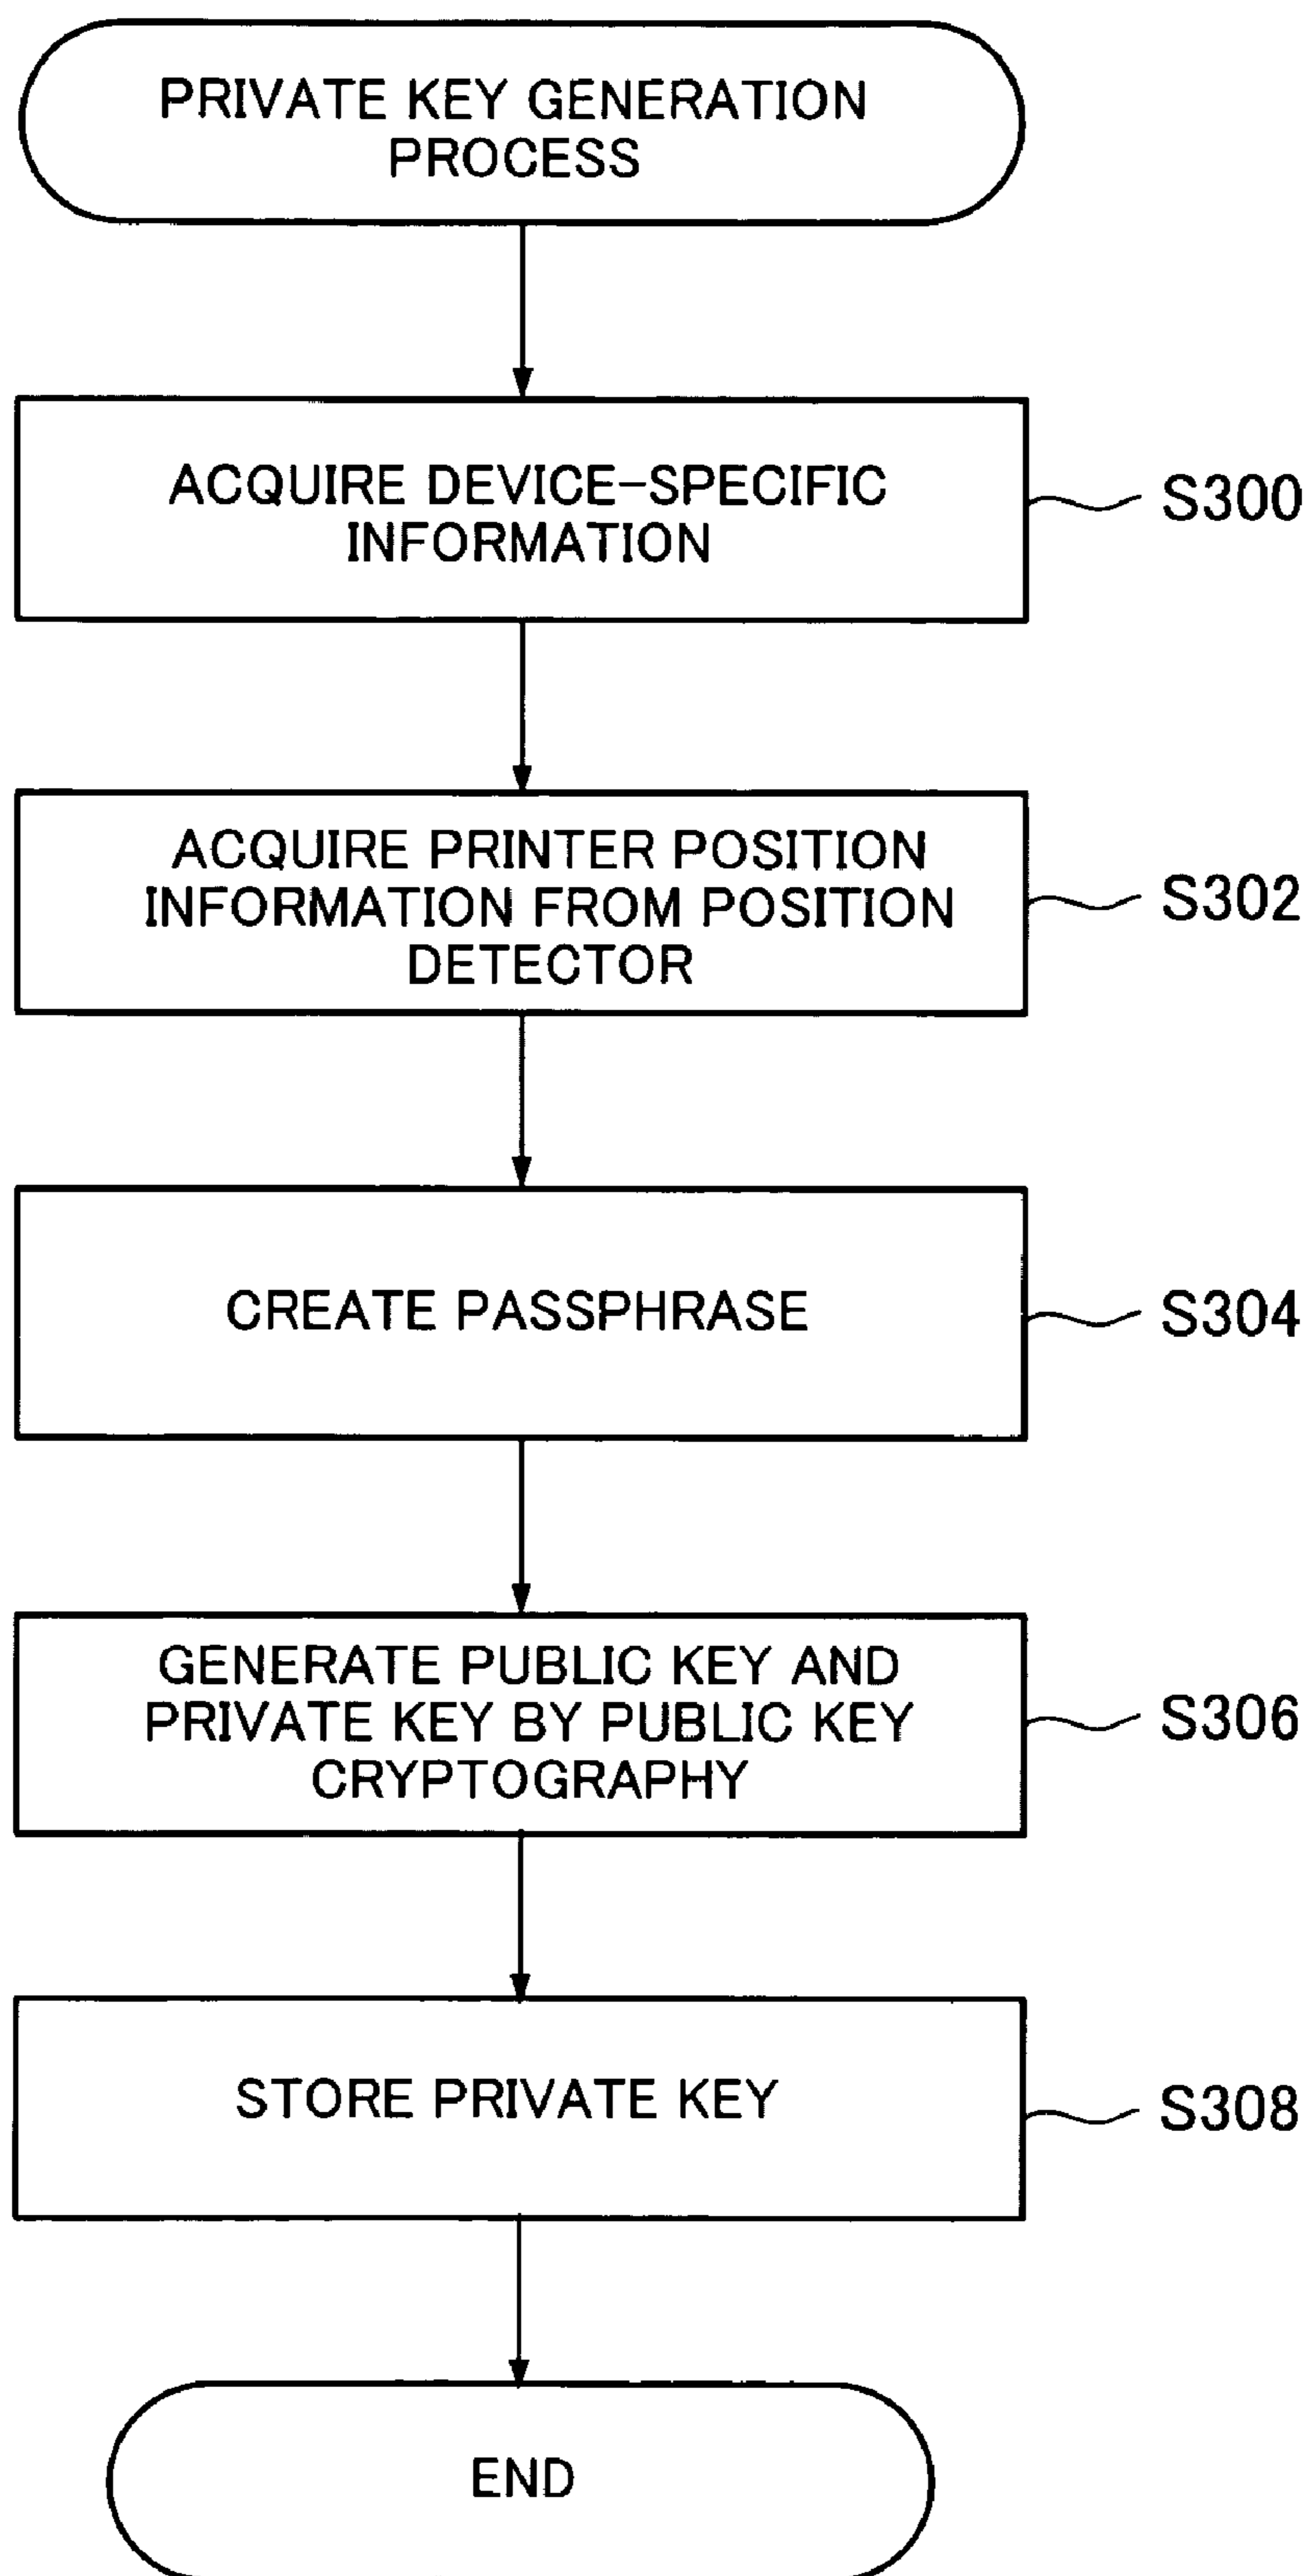 PRIVATE KEY GENERATION
PROCESS
ACQUIRE DEVICE-SPECIFIC
INFORMATION
S300
ACQUIRE PRINTER POSITION
INFORMATION FROM POSITION
DETECTOR
S302
CREATE PASSPHRASE
S304
GENERATE PUBLIC KEY AND
PRIVATE KEY BY PUBLIC KEY
CRYPTOGRAPHY
S306
STORE PRIVATE KEY
S308
END